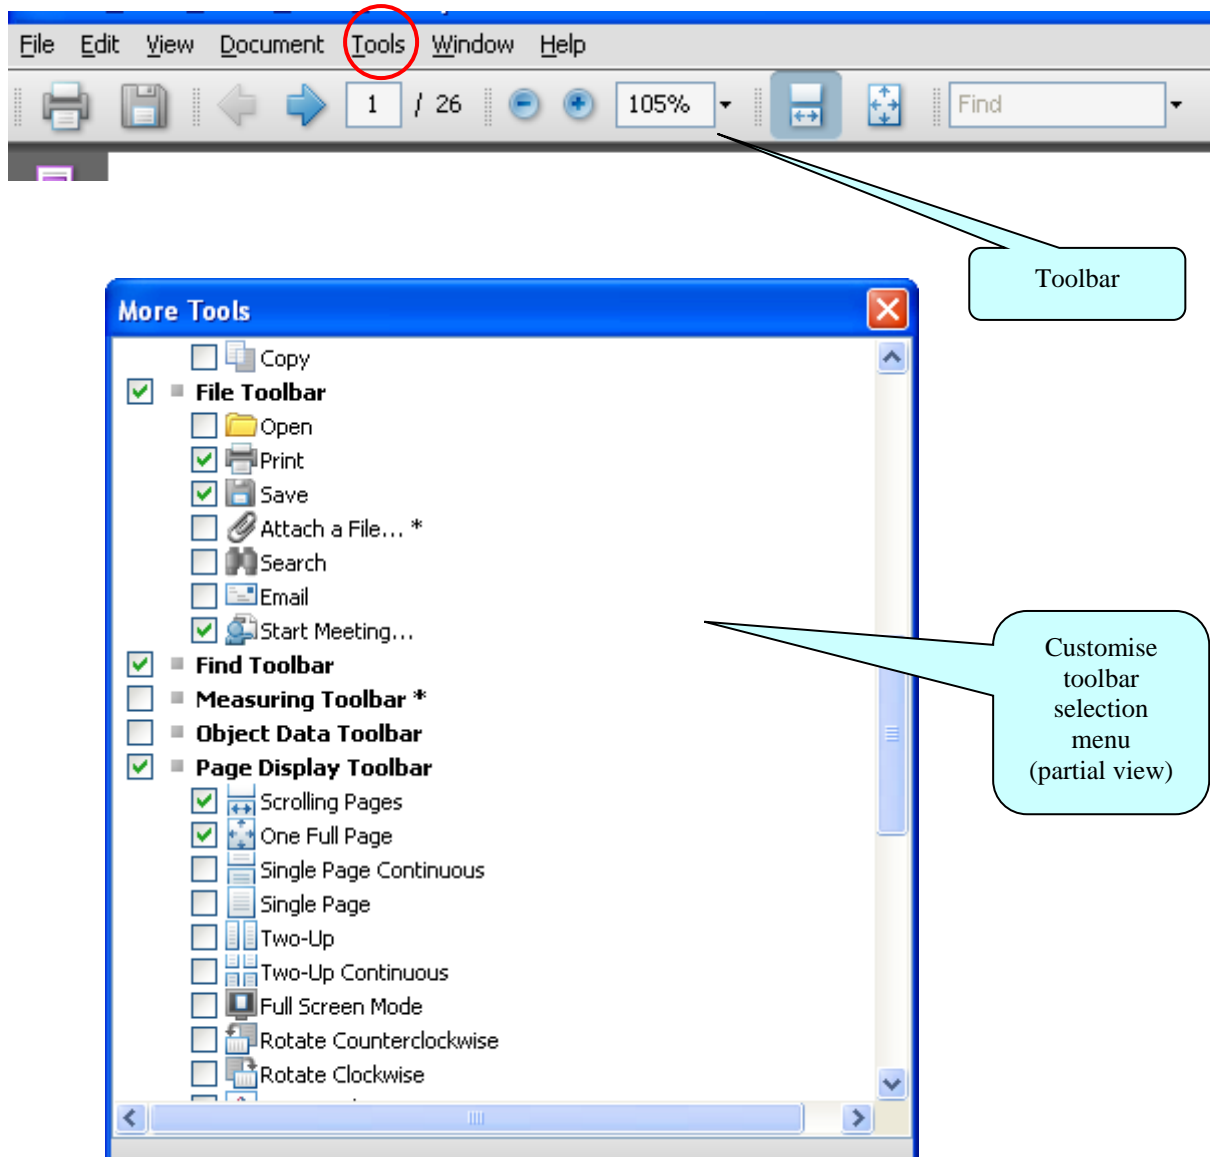 File Edit View Document Tools Window Help
1 / 26 105% Find
Toolbar
More Tools
Copy
File Toolbar
Open
Print
Save
Attach a File... *
Search
Email
Start Meeting...
Find Toolbar
Measuring Toolbar *
Object Data Toolbar
Page Display Toolbar
Scrolling Pages
One Full Page
Single Page Continuous
Single Page
Two-Up
Two-Up Continuous
Full Screen Mode
Rotate Counterclockwise
Rotate Clockwise
Customise
toolbar
selection
menu
(partial view)